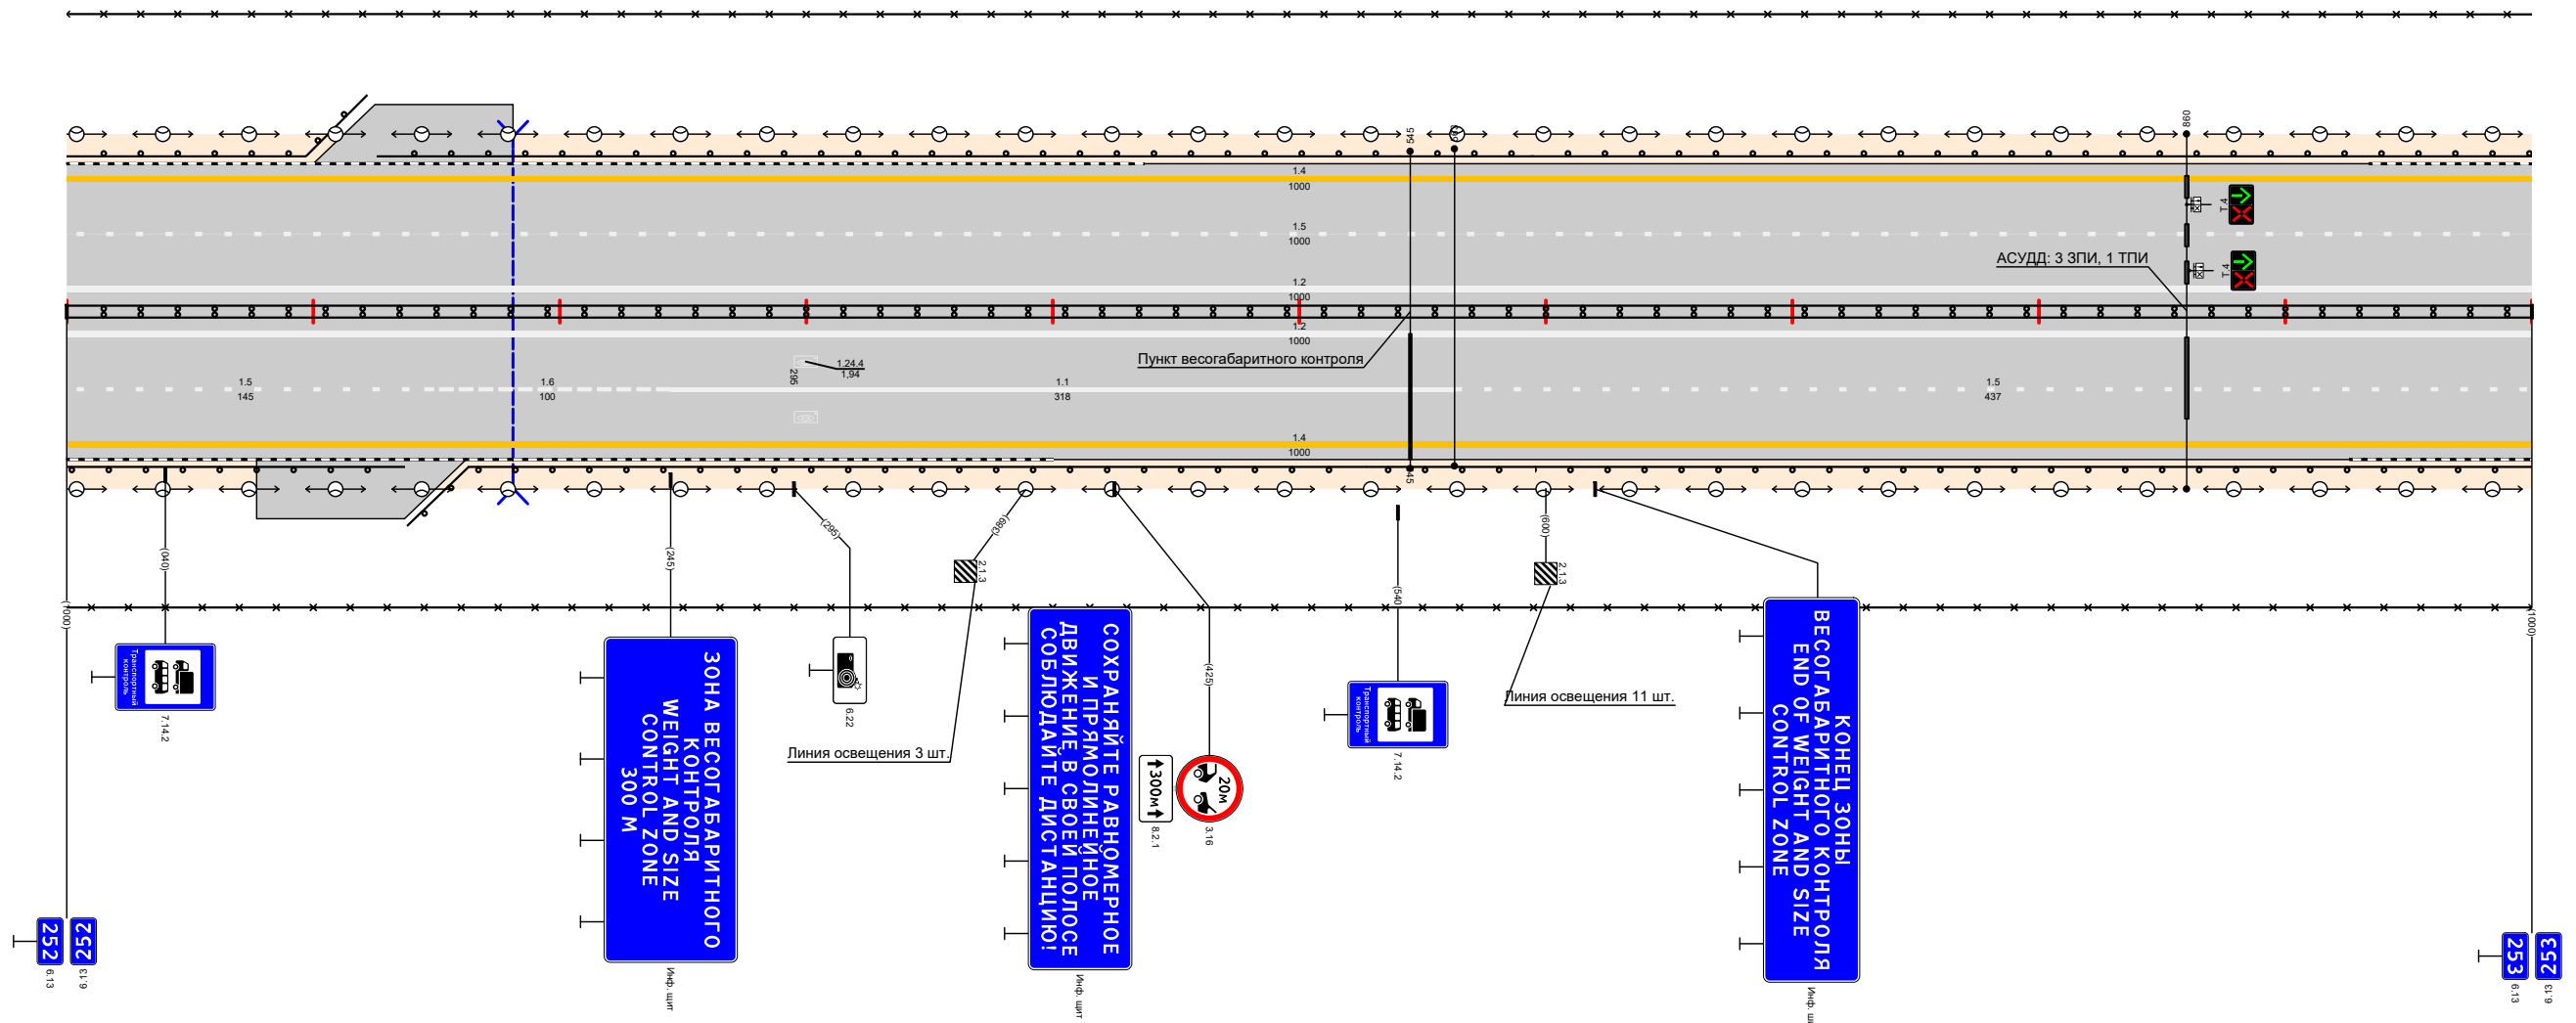 545
860
1.4
1000
Т.4
1.5
1000
Т.4
АСУДД: 3 ЗПИ, 1 ТПИ
1.2
1000
1.2
1000
Пункт весогабаритного контроля
1.24.4
1,94
295
1.5
145
1.6
100
1.1
318
1.5
437
1.4
1000
(040)
(245)
(295)
(389)
(600)
2.1.3
2.1.3
(540
(425)
(1000)
Транспортный
контроль
7.14.2
ЗОНА ВЕСОГАБАРИТНОГО
КОНТРОЛЯ
WEIGHT AND SIZE
CONTROL ZONE
300 М
Инф. щит
6.22
Линия освещения 3 шт.
СОХРАНЯЙТЕ РАВНОМЕРНОЕ
И ПРЯМОЛИНЕЙНОЕ
ДВИЖЕНИЕ В СВОЕЙ ПОЛОСЕ
СОБЛЮДАЙТЕ ДИСТАНЦИЮ!
Инф. щит
300м
8.2.1
20м
3.16
Транспортный
контроль
7.14.2
Линия освещения 11 шт.
КОНЕЦ ЗОНЫ
ВЕСОГАБАРИТНОГО КОНТРОЛЯ
END OF WEIGHT AND SIZE
CONTROL ZONE
252
6.13
252
6.13
253
6.13
253
6.13